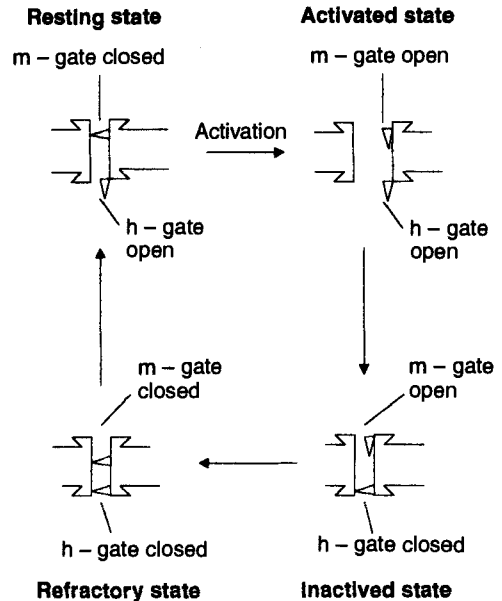 Resting state
m – gate closed
Activated state
m – gate open
Activation
h – gate
open
h – gate
open
m – gate
closed
m – gate
open
h – gate closed
h – gate closed
Refractory state
Inactived state